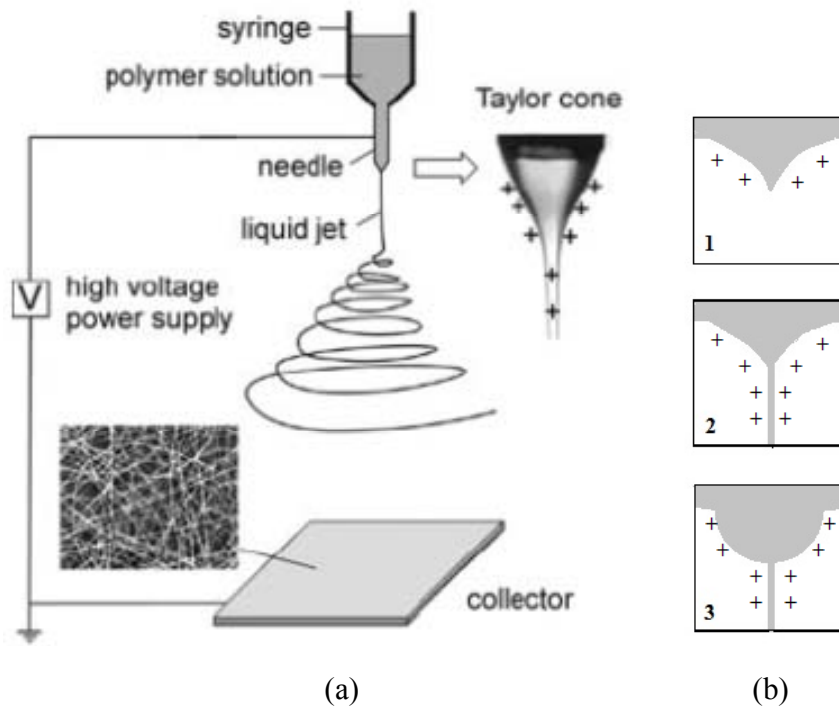 syringe
polymer solution
Taylor cone
needle
liquid jet
V
high voltage
power supply
collector
1
2
3
(a)
(b)